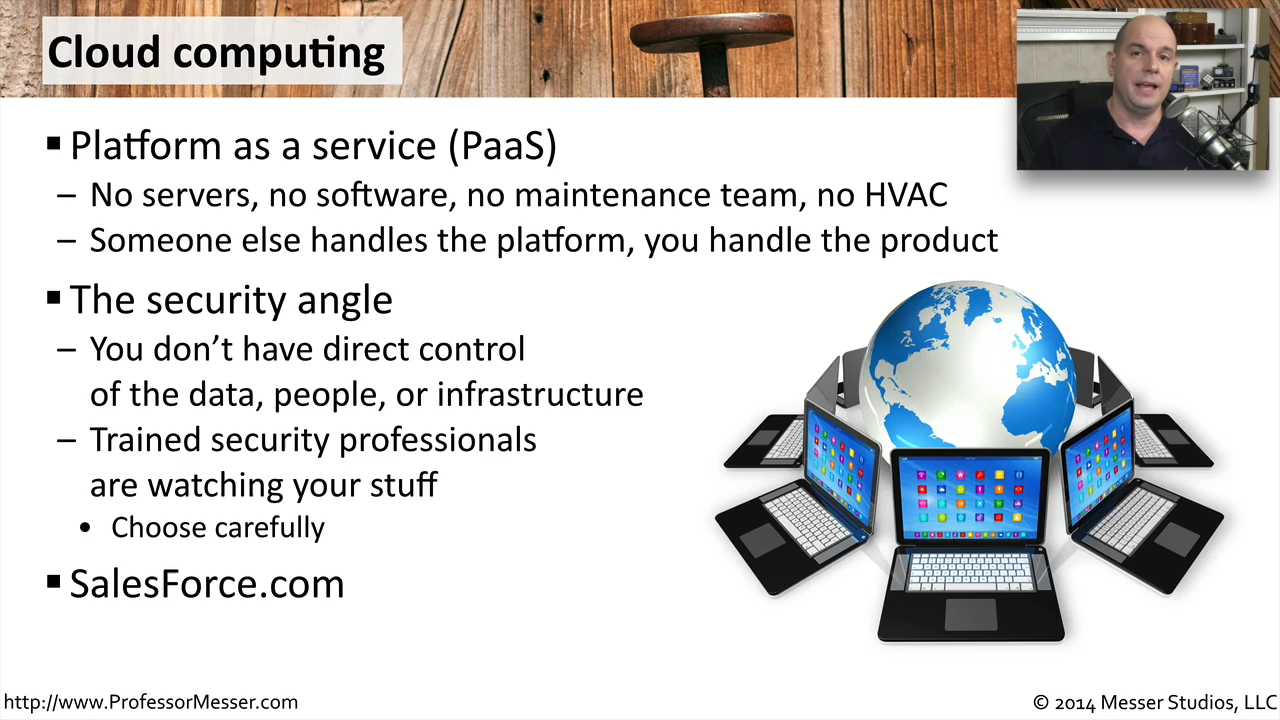 Cloud computing
▪ Platform as a service (PaaS)
– No servers, no software, no maintenance team, no HVAC
– Someone else handles the platform, you handle the product
▪ The security angle
– You don’t have direct control
of the data, people, or infrastructure
– Trained security professionals
are watching your stuff
• Choose carefully
▪ SalesForce.com
http://www.ProfessorMesser.com
© 2014 Messer Studios, LLC